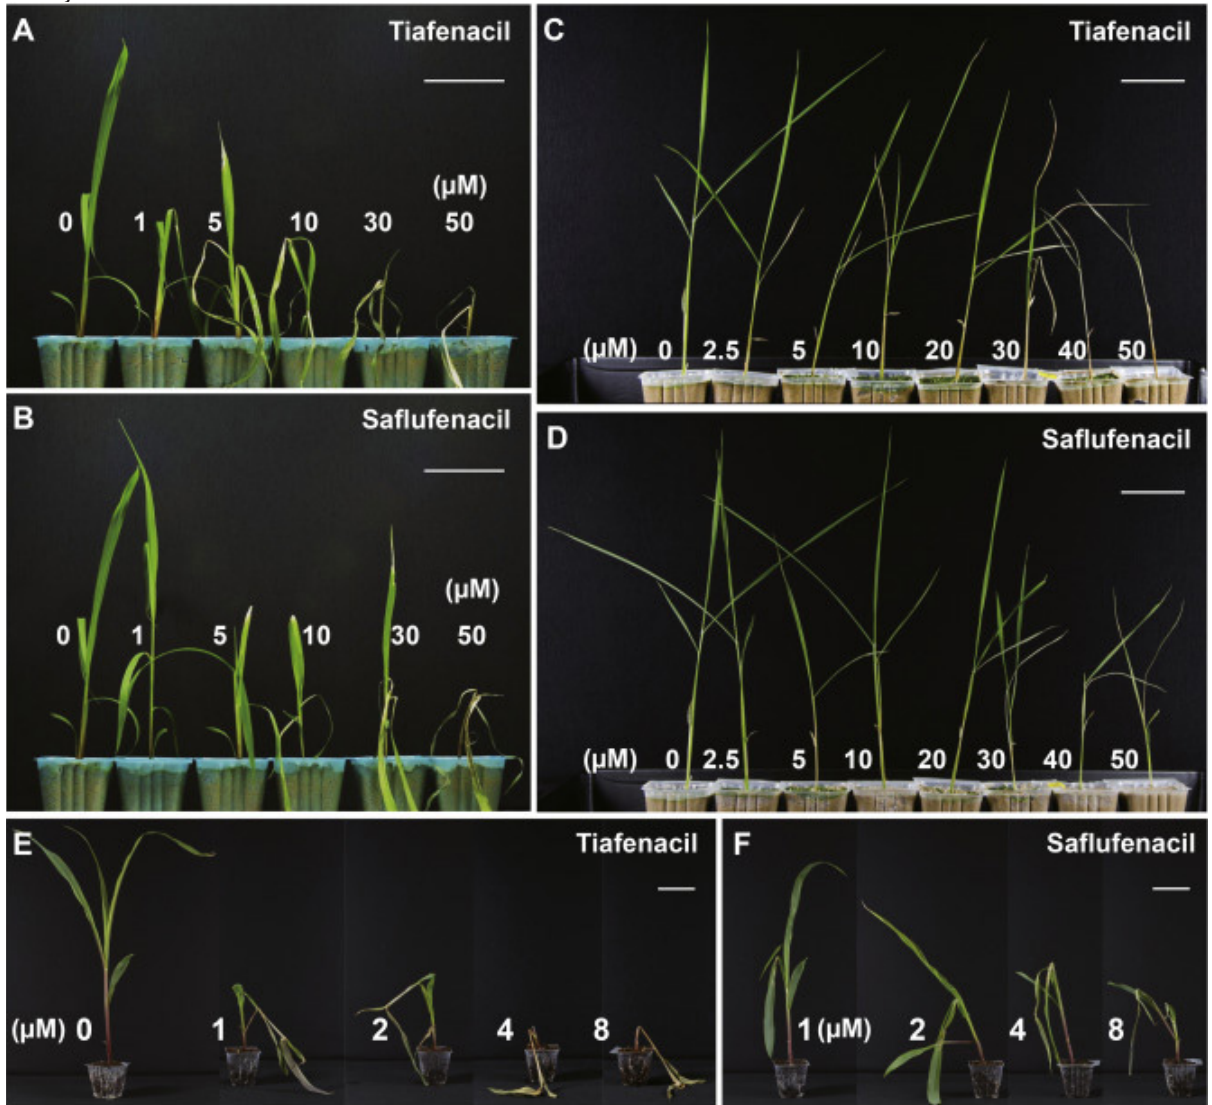 A Tiafenacil
(µM)
0 1 5 10 30 50
B Saflufenacil
(µM)
0 1 5 10 30 50
C Tiafenacil
(µM) 0 2.5 5 10 20 30 40 50
D Saflufenacil
(µM) 0 2.5 5 10 20 30 40 50
E Tiafenacil
(µM) 0 1 2 4 8
F Saflufenacil
1 (µM) 2 4 8